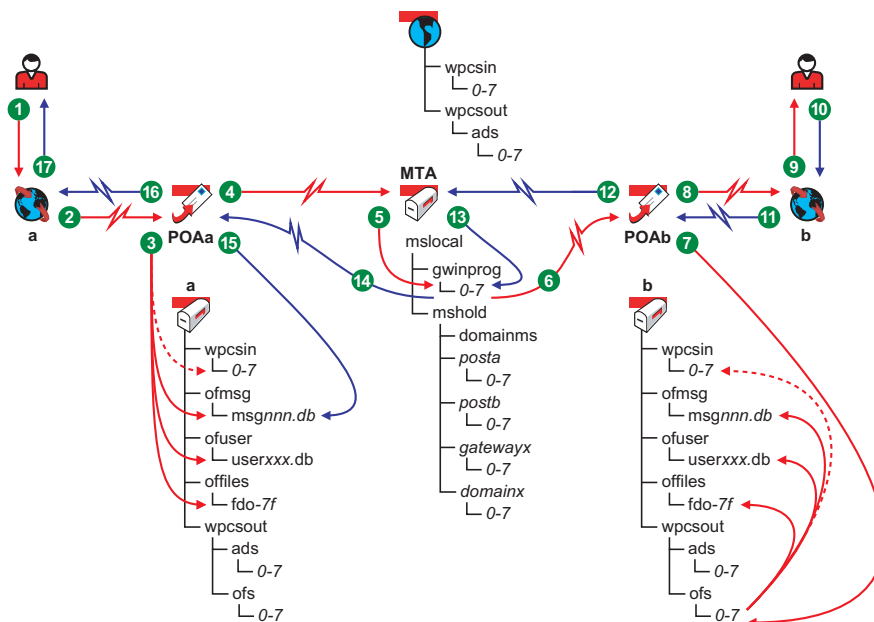 wpcsin
0-7
wpcsout
ads
0-7
1
17
10
9
16
4
MTA
12
8
a
2
POAa
5
13
POAb
11
b
3
15
14
6
7
mslocal
gwinprog
0-7
mshold
domainms
posta
0-7
postb
0-7
gatewayx
0-7
domainx
0-7
a
wpcsin
0-7
ofmsg
msgnnn.db
ofuser
userxxx.db
offiles
fdo-7f
wpcsout
ads
0-7
ofs
0-7
b
wpcsin
0-7
ofmsg
msgnnn.db
ofuser
userxxx.db
offiles
fdo-7f
wpcsout
ads
0-7
ofs
0-7